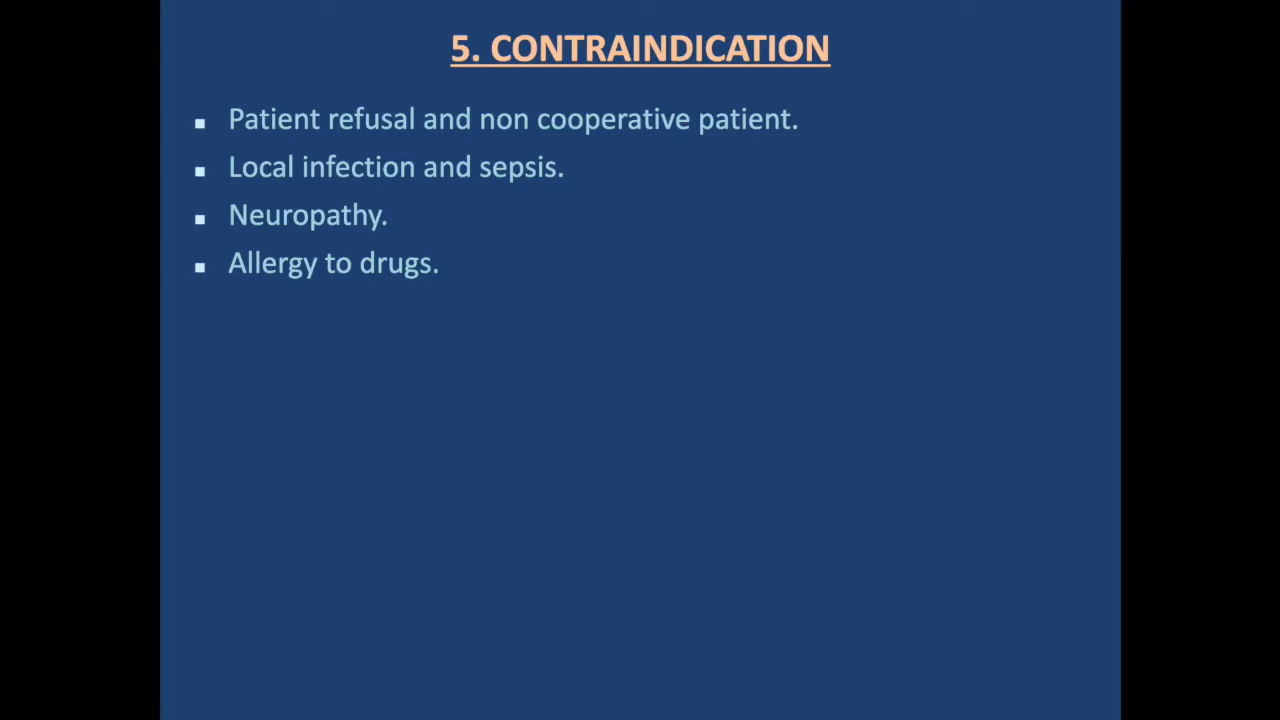 5. CONTRAINDICATION
▪ Patient refusal and non cooperative patient.
▪ Local infection and sepsis.
▪ Neuropathy.
▪ Allergy to drugs.